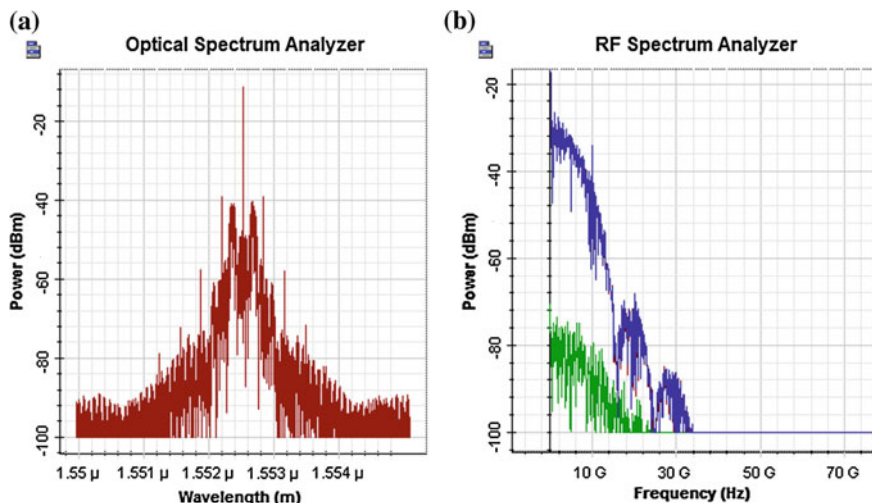 (a)
Optical Spectrum Analyzer
Power (dBm)
-20
-40
-60
-80
-100
1.55 µ 1.551 µ 1.552 µ 1.553 µ 1.554 µ
Wavelength (m)
(b)
RF Spectrum Analyzer
Power (dBm)
-20
-40
-60
-80
-100
10 G 30 G 50 G 70 G
Frequency (Hz)